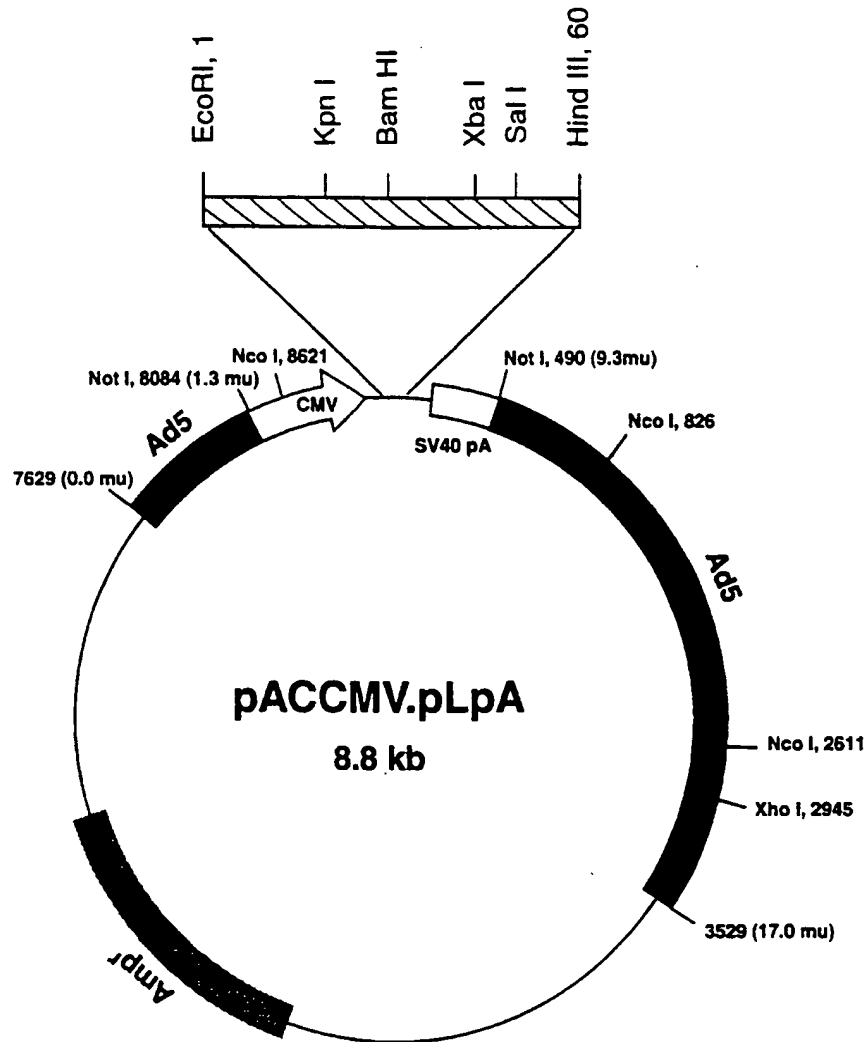 EcoRI, 1
Kpn I
Bam HI
Xba I
Sal I
Hind III, 60
Nco I, 8621
Not I, 8084 (1.3 mu)
CMV
Not I, 490 (9.3mu)
SV40 pA
Nco I, 826
Ad5
7629 (0.0 mu)
Ad5
pACCMV.pLpA
8.8 kb
Nco I, 2611
Xho I, 2945
3529 (17.0 mu)
Ampʳ